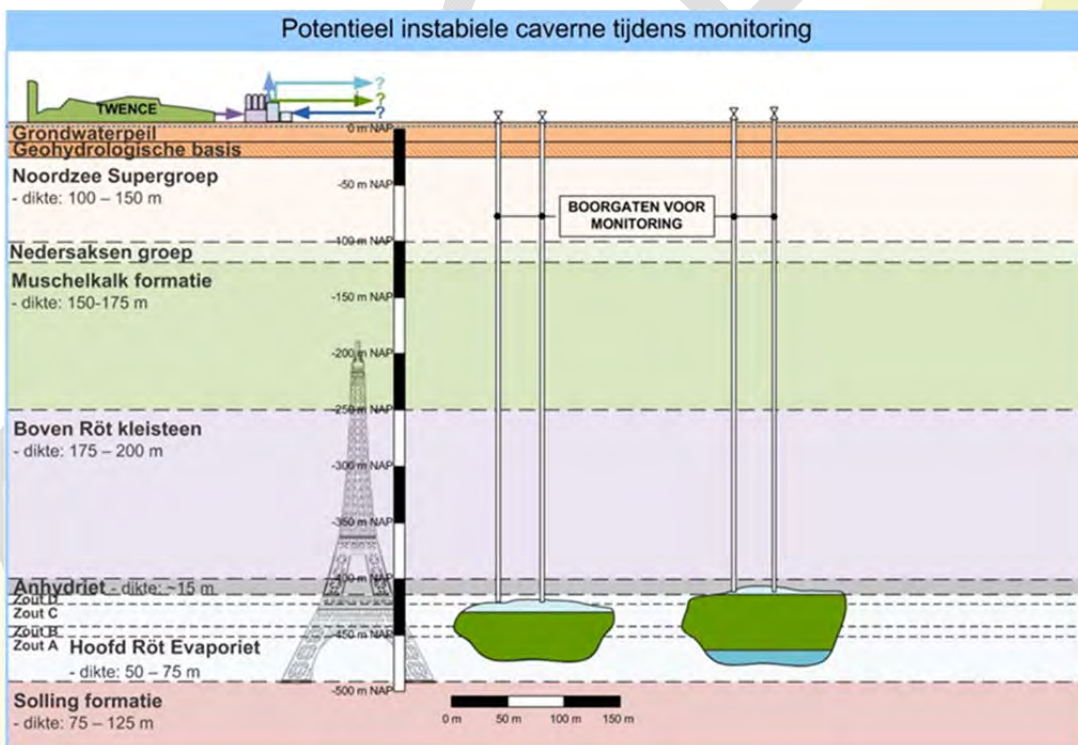 Potentieel instabiele caverne tijdens monitoring
TWENCE
?
?
?
0 m NAP
Grondwaterpeil
Geohydrologische basis
Noordzee Supergroep
- dikte: 100 – 150 m
-50 m NAP
BOORGATEN VOOR
MONITORING
-100 m NAP
Nedersaksen groep
Muschelkalk formatie
- dikte: 150-175 m
-150 m NAP
-200 m NAP
-250 m NAP
Boven Röt kleisteen
- dikte: 175 – 200 m
-300 m NAP
-350 m NAP
-400 m NAP
Anhydriet - dikte: ~15 m
Zout D
Zout C
Zout B
-450 m NAP
Zout A Hoofd Röt Evaporiet
- dikte: 50 – 75 m
-500 m NAP
Solling formatie
- dikte: 75 – 125 m
0 m 50 m 100 m 150 m